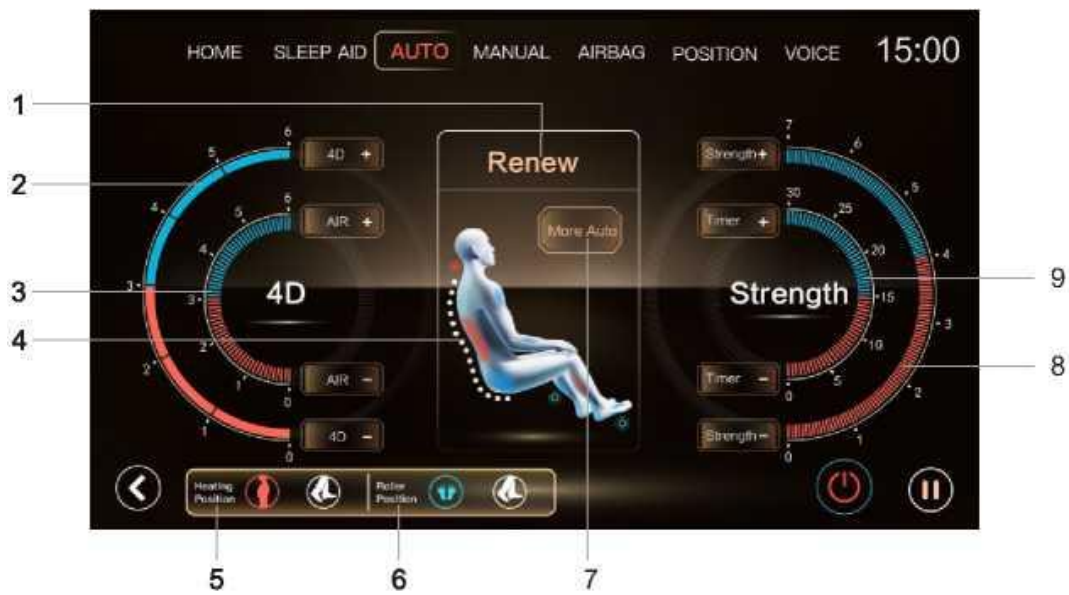 HOME SLEEP AID AUTO MANUAL AIRBAG POSITION VOICE 15:00
1
2
3
4
5
6
7
8
9
Renew
More Auto
4D
4D +
AIR +
AIR -
4D -
6
5
4
3
2
1
0
6
5
4
3
2
1
0
Strength
Strength+
Timer +
Timer -
Strength-
7
6
5
4
3
2
1
0
30
25
20
15
10
5
0
Heating
Position
Roller
Position